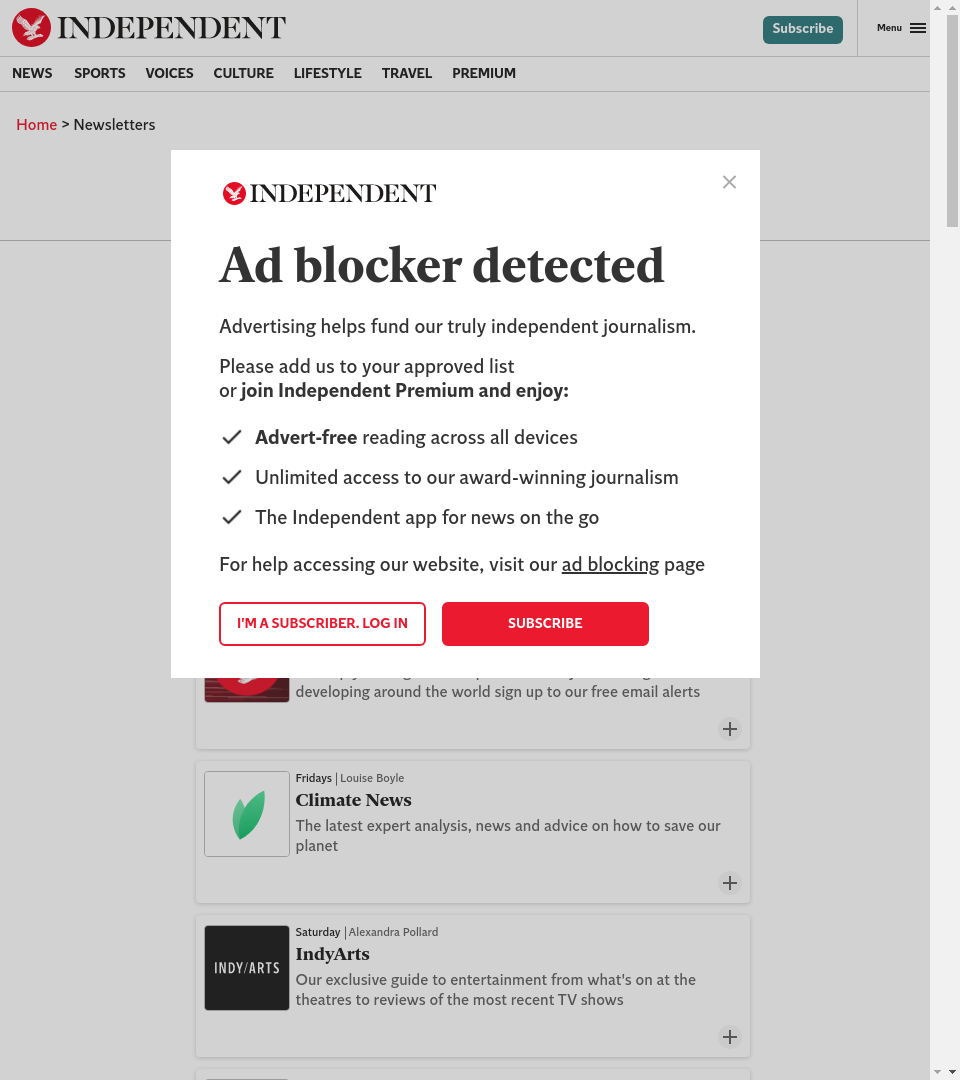 INDEPENDENT
Subscribe
Menu
NEWS SPORTS VOICES CULTURE LIFESTYLE TRAVEL PREMIUM
Home > Newsletters
INDEPENDENT
Ad blocker detected
Advertising helps fund our truly independent journalism.
Please add us to your approved list
or join Independent Premium and enjoy:
Advert-free reading across all devices
Unlimited access to our award-winning journalism
The Independent app for news on the go
For help accessing our website, visit our ad blocking page
I'M A SUBSCRIBER. LOG IN
SUBSCRIBE
developing around the world sign up to our free email alerts
Fridays | Louise Boyle
Climate News
The latest expert analysis, news and advice on how to save our
planet
INDY/ARTS
Saturday | Alexandra Pollard
IndyArts
Our exclusive guide to entertainment from what's on at the
theatres to reviews of the most recent TV shows